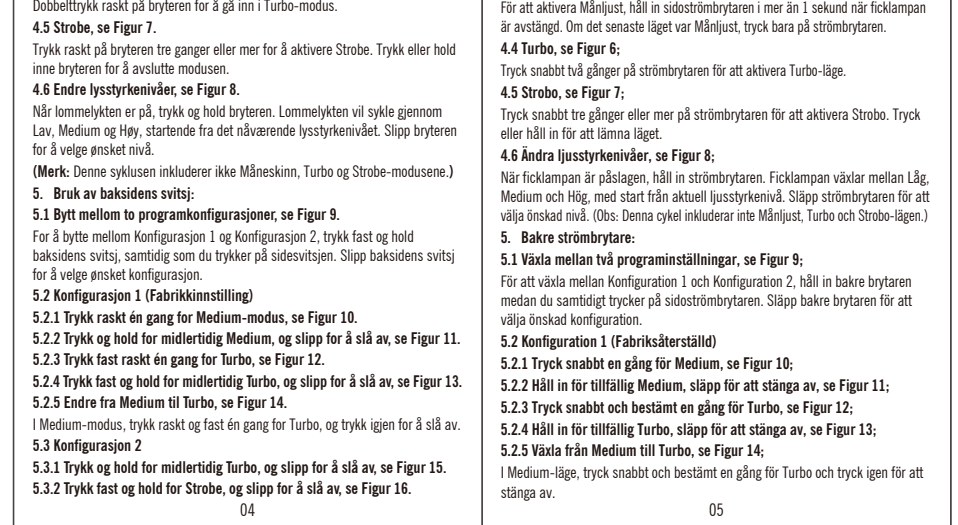 Dobbelttrykk raskt på bryteren for å gå inn i Turbo-modus.
4.5 Strobe, se Figur 7.
Trykk raskt på bryteren tre ganger eller mer for å aktivere Strobe. Trykk eller hold
inne bryteren for å avslutte modusen.
4.6 Endre lysstyrkenivåer, se Figur 8.
Når lommelykten er på, trykk og hold bryteren. Lommelykten vil sykle gjennom
Lav, Medium og Høy, startende fra det nåværende lysstyrkenivået. Slipp bryteren
for å velge ønsket nivå.
(Merk: Denne syklusen inkluderer ikke Måneskinn, Turbo og Strobe-modusene.)
5. Bruk av baksidens svitsj:
5.1 Bytt mellom to programkonfigurasjoner, se Figur 9.
For å bytte mellom Konfigurasjon 1 og Konfigurasjon 2, trykk fast og hold
baksidens svitsj, samtidig som du trykker på sidesvitsjen. Slipp baksidens svitsj
for å velge ønsket konfigurasjon.
5.2 Konfigurasjon 1 (Fabrikkinnstilling)
5.2.1 Trykk raskt én gang for Medium-modus, se Figur 10.
5.2.2 Trykk og hold for midlertidig Medium, og slipp for å slå av, se Figur 11.
5.2.3 Trykk fast raskt én gang for Turbo, se Figur 12.
5.2.4 Trykk fast og hold for midlertidig Turbo, og slipp for å slå av, se Figur 13.
5.2.5 Endre fra Medium til Turbo, se Figur 14.
I Medium-modus, trykk raskt og fast én gang for Turbo, og trykk igjen for å slå av.
5.3 Konfigurasjon 2
5.3.1 Trykk og hold for midlertidig Turbo, og slipp for å slå av, se Figur 15.
5.3.2 Trykk fast og hold for Strobe, og slipp for å slå av, se Figur 16.
04
För att aktivera Månljust, håll in sidoströmbrytaren i mer än 1 sekund när ficklampan
är avstängd. Om det senaste läget var Månljust, tryck bara på strömbrytaren.
4.4 Turbo, se Figur 6;
Tryck snabbt två gånger på strömbrytaren för att aktivera Turbo-läge.
4.5 Strobo, se Figur 7;
Tryck snabbt tre gånger eller mer på strömbrytaren för att aktivera Strobo. Tryck
eller håll in för att lämna läget.
4.6 Ändra ljusstyrkenivåer, se Figur 8;
När ficklampan är påslagen, håll in strömbrytaren. Ficklampan växlar mellan Låg,
Medium och Hög, med start från aktuell ljusstyrkenivå. Släpp strömbrytaren för att
välja önskad nivå. (Obs: Denna cykel inkluderar inte Månljust, Turbo och Strobo-lägen.)
5. Bakre strömbrytare:
5.1 Växla mellan två programinställningar, se Figur 9;
För att växla mellan Konfiguration 1 och Konfiguration 2, håll in bakre brytaren
medan du samtidigt trycker på sidoströmbrytaren. Släpp bakre brytaren för att
välja önskad konfiguration.
5.2 Konfiguration 1 (Fabriksåterställd)
5.2.1 Tryck snabbt en gång för Medium, se Figur 10;
5.2.2 Håll in för tillfällig Medium, släpp för att stänga av, se Figur 11;
5.2.3 Tryck snabbt och bestämt en gång för Turbo, se Figur 12;
5.2.4 Håll in för tillfällig Turbo, släpp för att stänga av, se Figur 13;
5.2.5 Växla från Medium till Turbo, se Figur 14;
I Medium-läge, tryck snabbt och bestämt en gång för Turbo och tryck igen för att
stänga av.
05